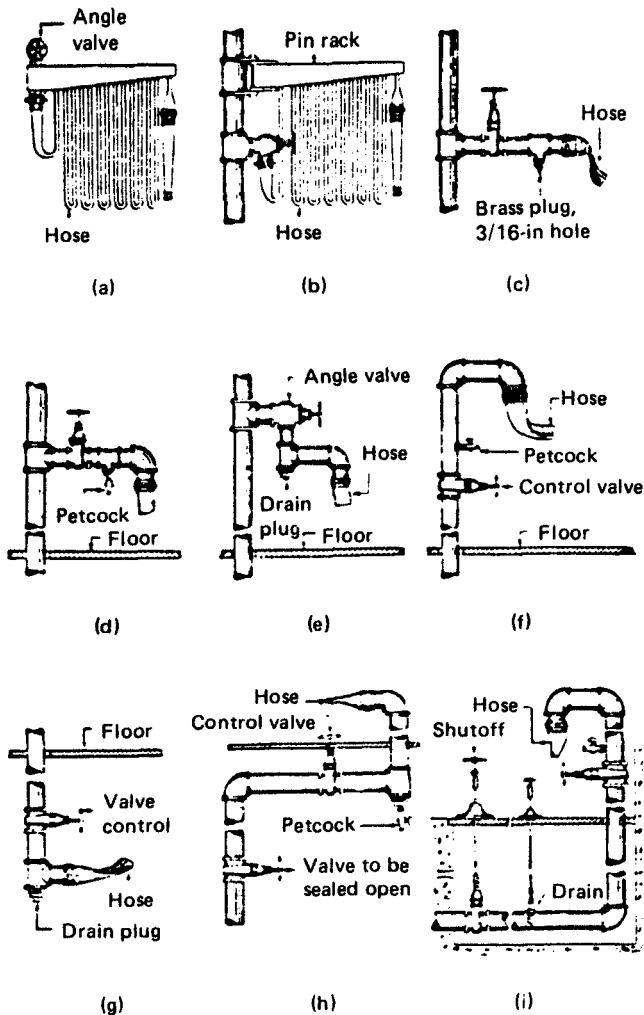 Angle
valve
Hose
(a)
Pin rack
Hose
(b)
Hose
Brass plug,
3/16-in hole
(c)
Petcock
Floor
(d)
Angle valve
Hose
Drain
plug
Floor
(e)
Hose
Petcock
Control valve
Floor
(f)
Floor
Valve
control
Hose
Drain plug
(g)
Hose
Control valve
Petcock
Valve to be
sealed open
(h)
Hose
Shutoff
Drain
(i)